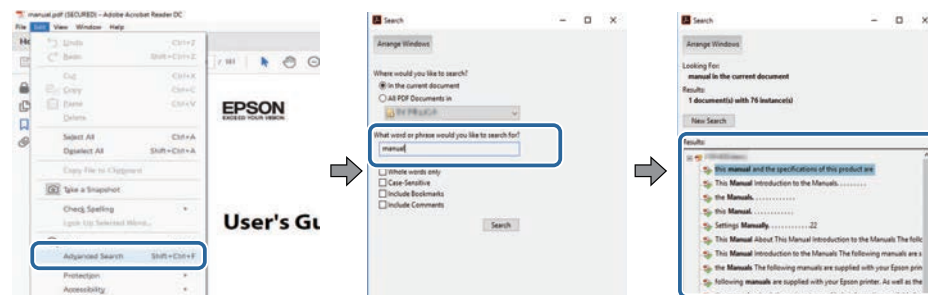 manual.pdf (SECURED) - Adobe Acrobat Reader DC
File Edit View Window Help
Undo Ctrl+Z
Shift+Ctrl+Z
Cut Ctrl+X
Copy Ctrl+C
Paste Ctrl+V
Delete
Select All Ctrl+A
Deselect All Shift+Ctrl+A
Copy File to Clipboard
Take a Snapshot
Check Spelling
Advanced Search Shift+Ctrl+F
Protection
Accessibility
EPSON
EXCEED YOUR VISION
User's Gu
Search
Arrange Windows
Where would you like to search?
In the current document
All PDF Documents in
What word or phrase would you like to search for?
manual
Whole words only
Case-Sensitive
Include Bookmarks
Include Comments
Search
Search
Arrange Windows
Looking For:
manual in the current document
Results:
1 document(s) with 76 instance(s)
New Search
Results:
this manual and the specifications of this product are
This Manual Introduction to the Manuals. . . . . . . . .
the Manuals. . . . . . . . . . . . .
this Manual. . . . . . . . . . . . .
Settings Manually. . . . . . . . . . . . .22
This Manual About This Manual Introduction to the Manuals The follc
This Manual Introduction to the Manuals The following manuals are s
the Manuals The following manuals are supplied with your Epson prin
following manuals are supplied with your Epson printer. As well as the